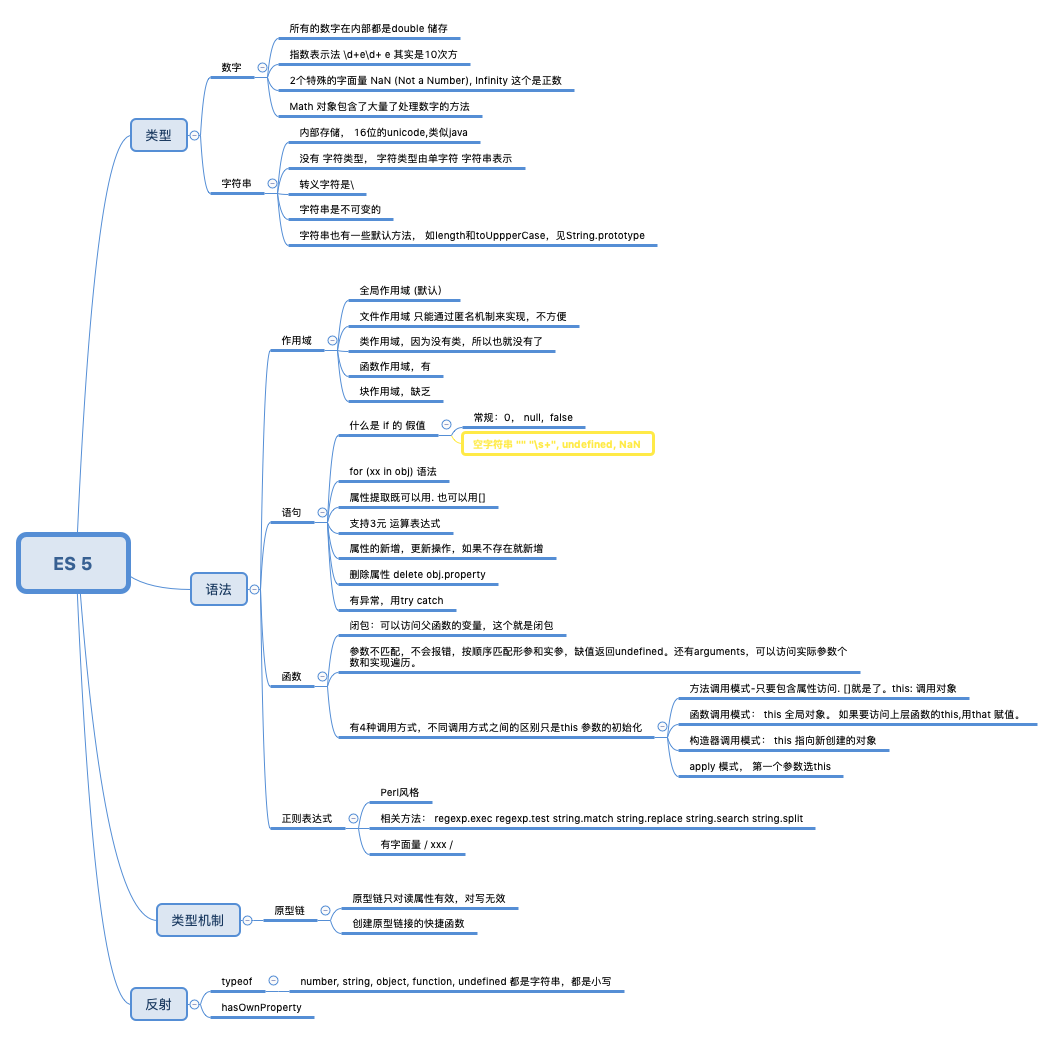 ES 5
类型
数字
所有的数字在内部都是double 储存
指数表示法 \d+e\d+ e 其实是10次方
2个特殊的字面量 NaN (Not a Number), Infinity 这个是正数
Math 对象包含了大量了处理数字的方法
字符串
内部存储， 16位的unicode,类似java
没有 字符类型， 字符类型由单字符 字符串表示
转义字符是\
字符串是不可变的
字符串也有一些默认方法， 如length和toUppperCase，见String.prototype
语法
作用域
全局作用域 (默认)
文件作用域 只能通过匿名机制来实现，不方便
类作用域，因为没有类，所以也就没有了
函数作用域，有
块作用域，缺乏
语句
什么是 if 的 假值
常规：0， null, false
空字符串 "" "\s+", undefined, NaN
for (xx in obj) 语法
属性提取既可以用. 也可以用[]
支持3元 运算表达式
属性的新增，更新操作，如果不存在就新增
删除属性 delete obj.property
有异常，用try catch
函数
闭包：可以访问父函数的变量，这个就是闭包
参数不匹配，不会报错，按顺序匹配形参和实参，缺值返回undefined。还有arguments，可以访问实际参数个
数和实现遍历。
有4种调用方式，不同调用方式之间的区别只是this 参数的初始化
方法调用模式-只要包含属性访问. []就是了。this: 调用对象
函数调用模式： this 全局对象。 如果要访问上层函数的this,用that 赋值。
构造器调用模式： this 指向新创建的对象
apply 模式， 第一个参数选this
正则表达式
Perl风格
相关方法： regexp.exec regexp.test string.match string.replace string.search string.split
有字面量 / xxx /
类型机制
原型链
原型链只对读属性有效，对写无效
创建原型链接的快捷函数
反射
typeof
number, string, object, function, undefined 都是字符串，都是小写
hasOwnProperty